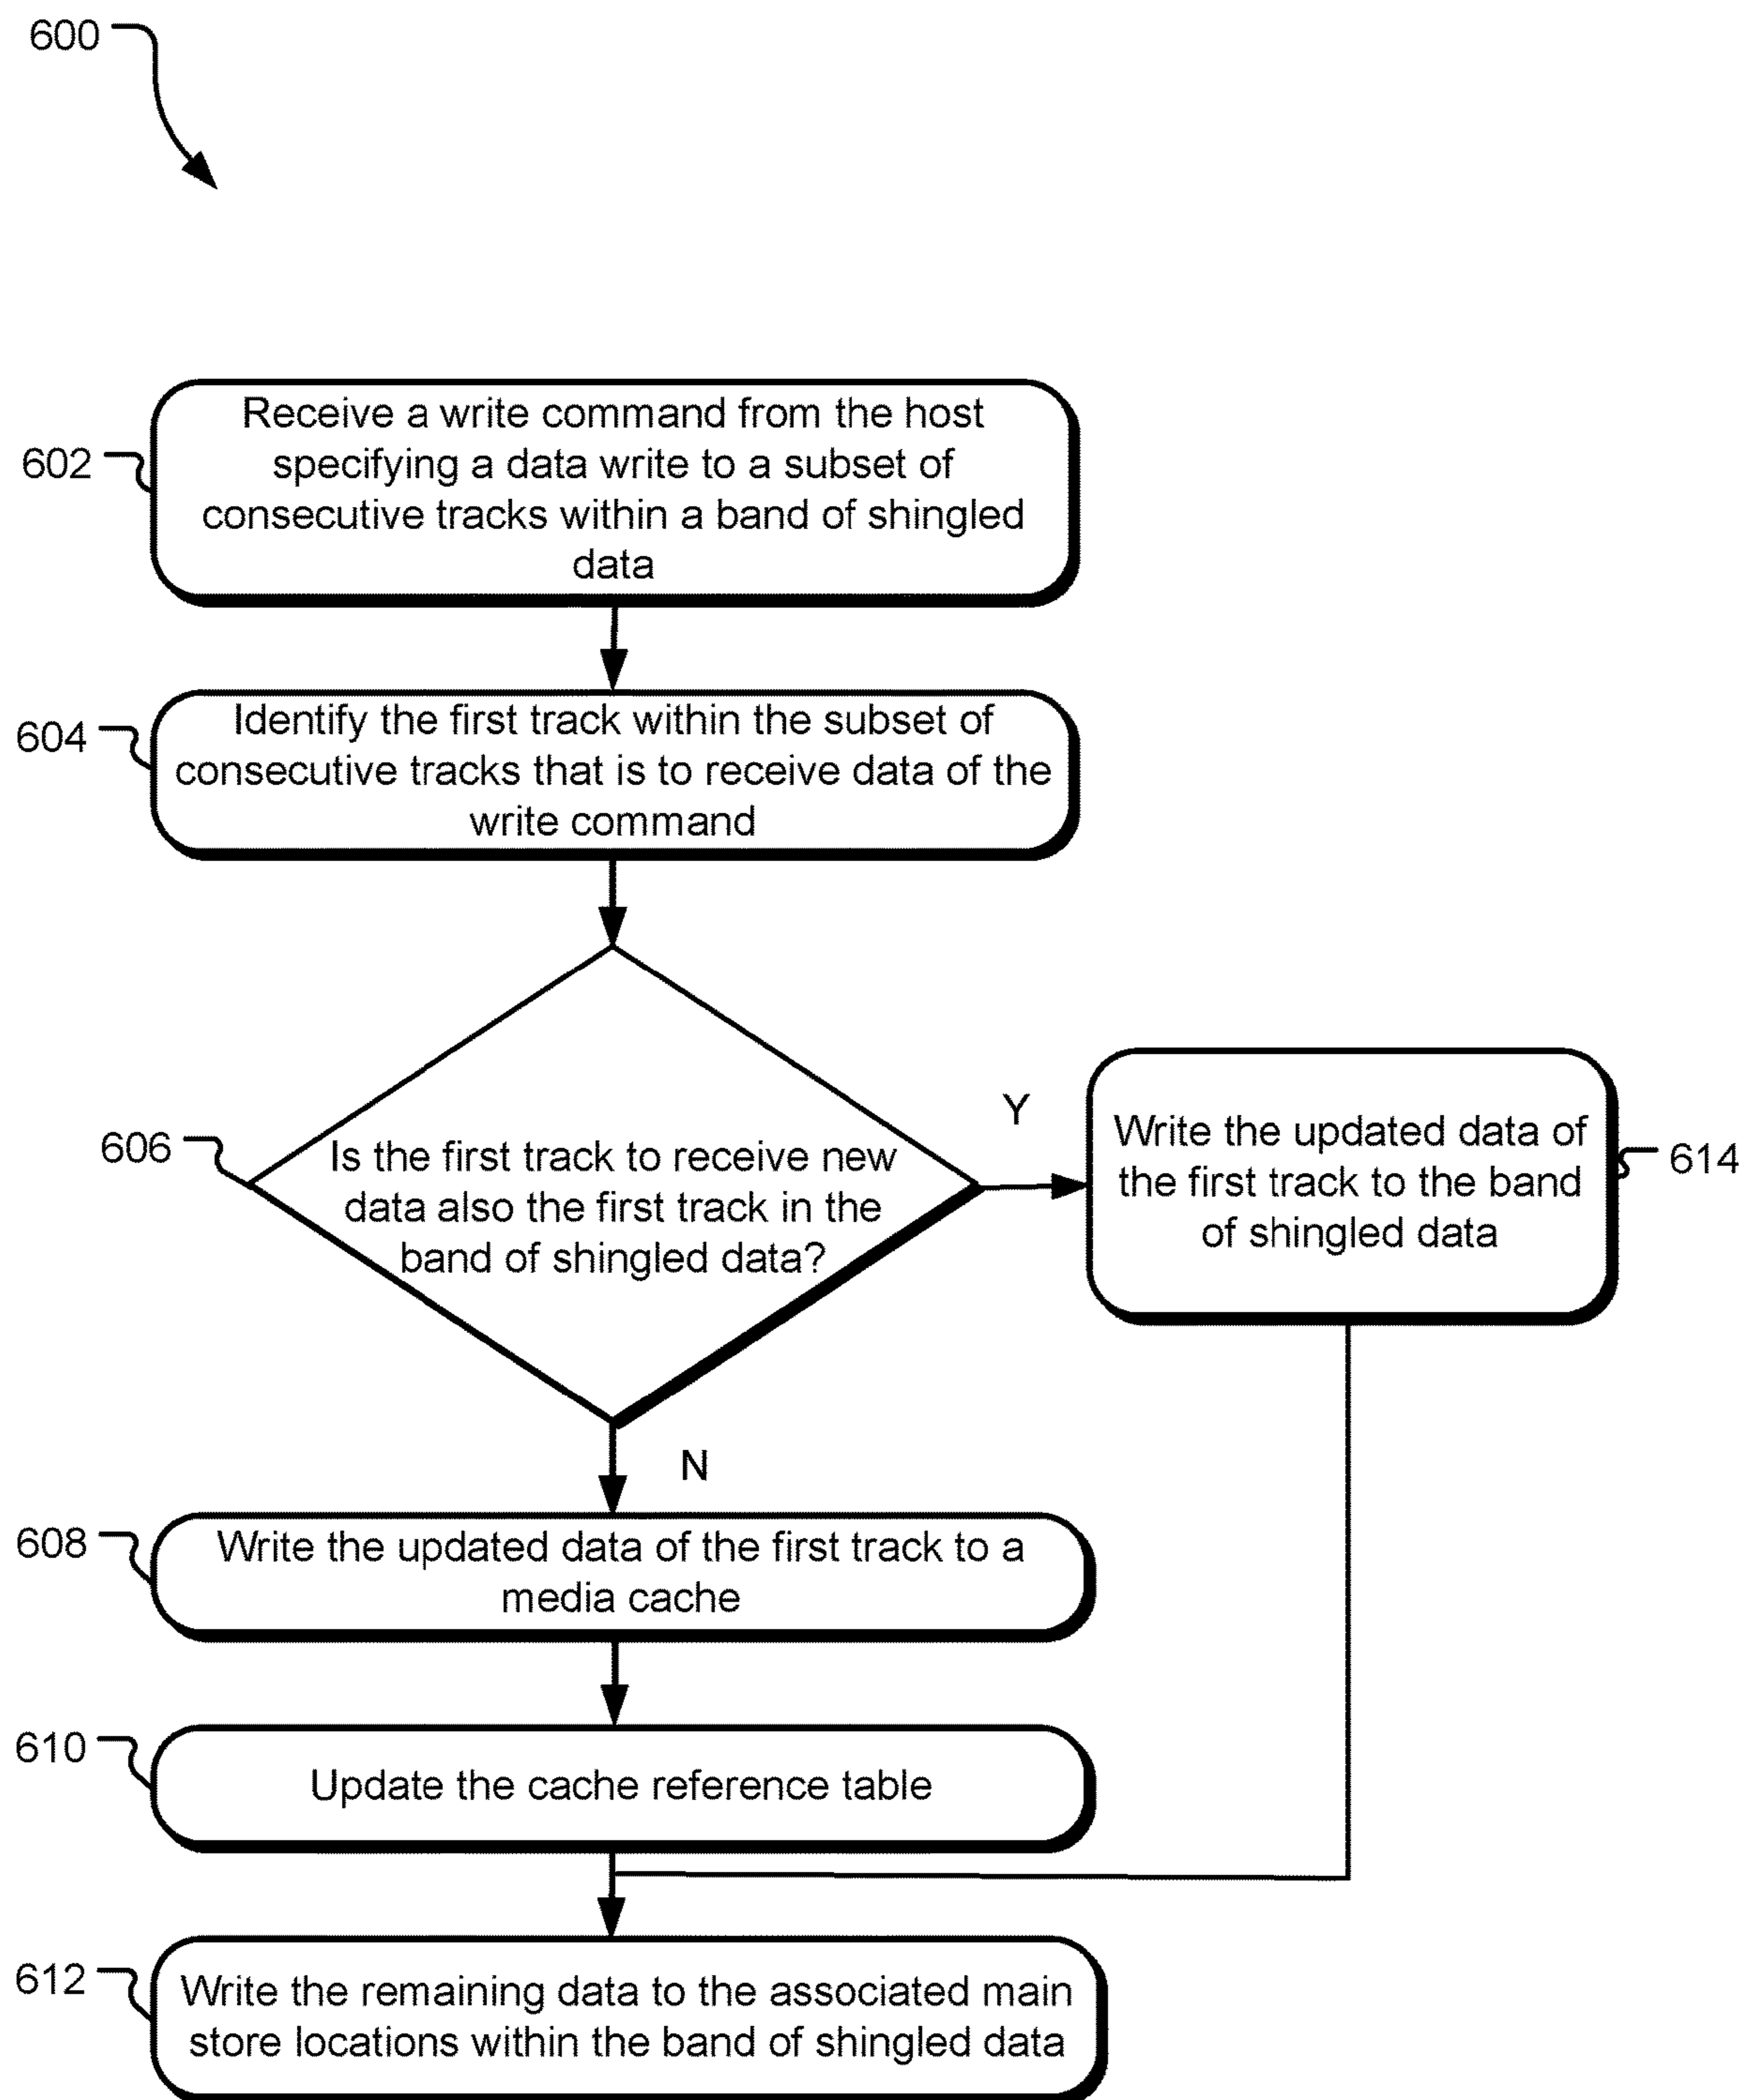 600
602
Receive a write command from the host
specifying a data write to a subset of
consecutive tracks within a band of shingled
data
604
Identify the first track within the subset of
consecutive tracks that is to receive data of the
write command
606
Is the first track to receive new
data also the first track in the
band of shingled data?
Y
Write the updated data of
the first track to the band
of shingled data
614
N
608
Write the updated data of the first track to a
media cache
610
Update the cache reference table
612
Write the remaining data to the associated main
store locations within the band of shingled data